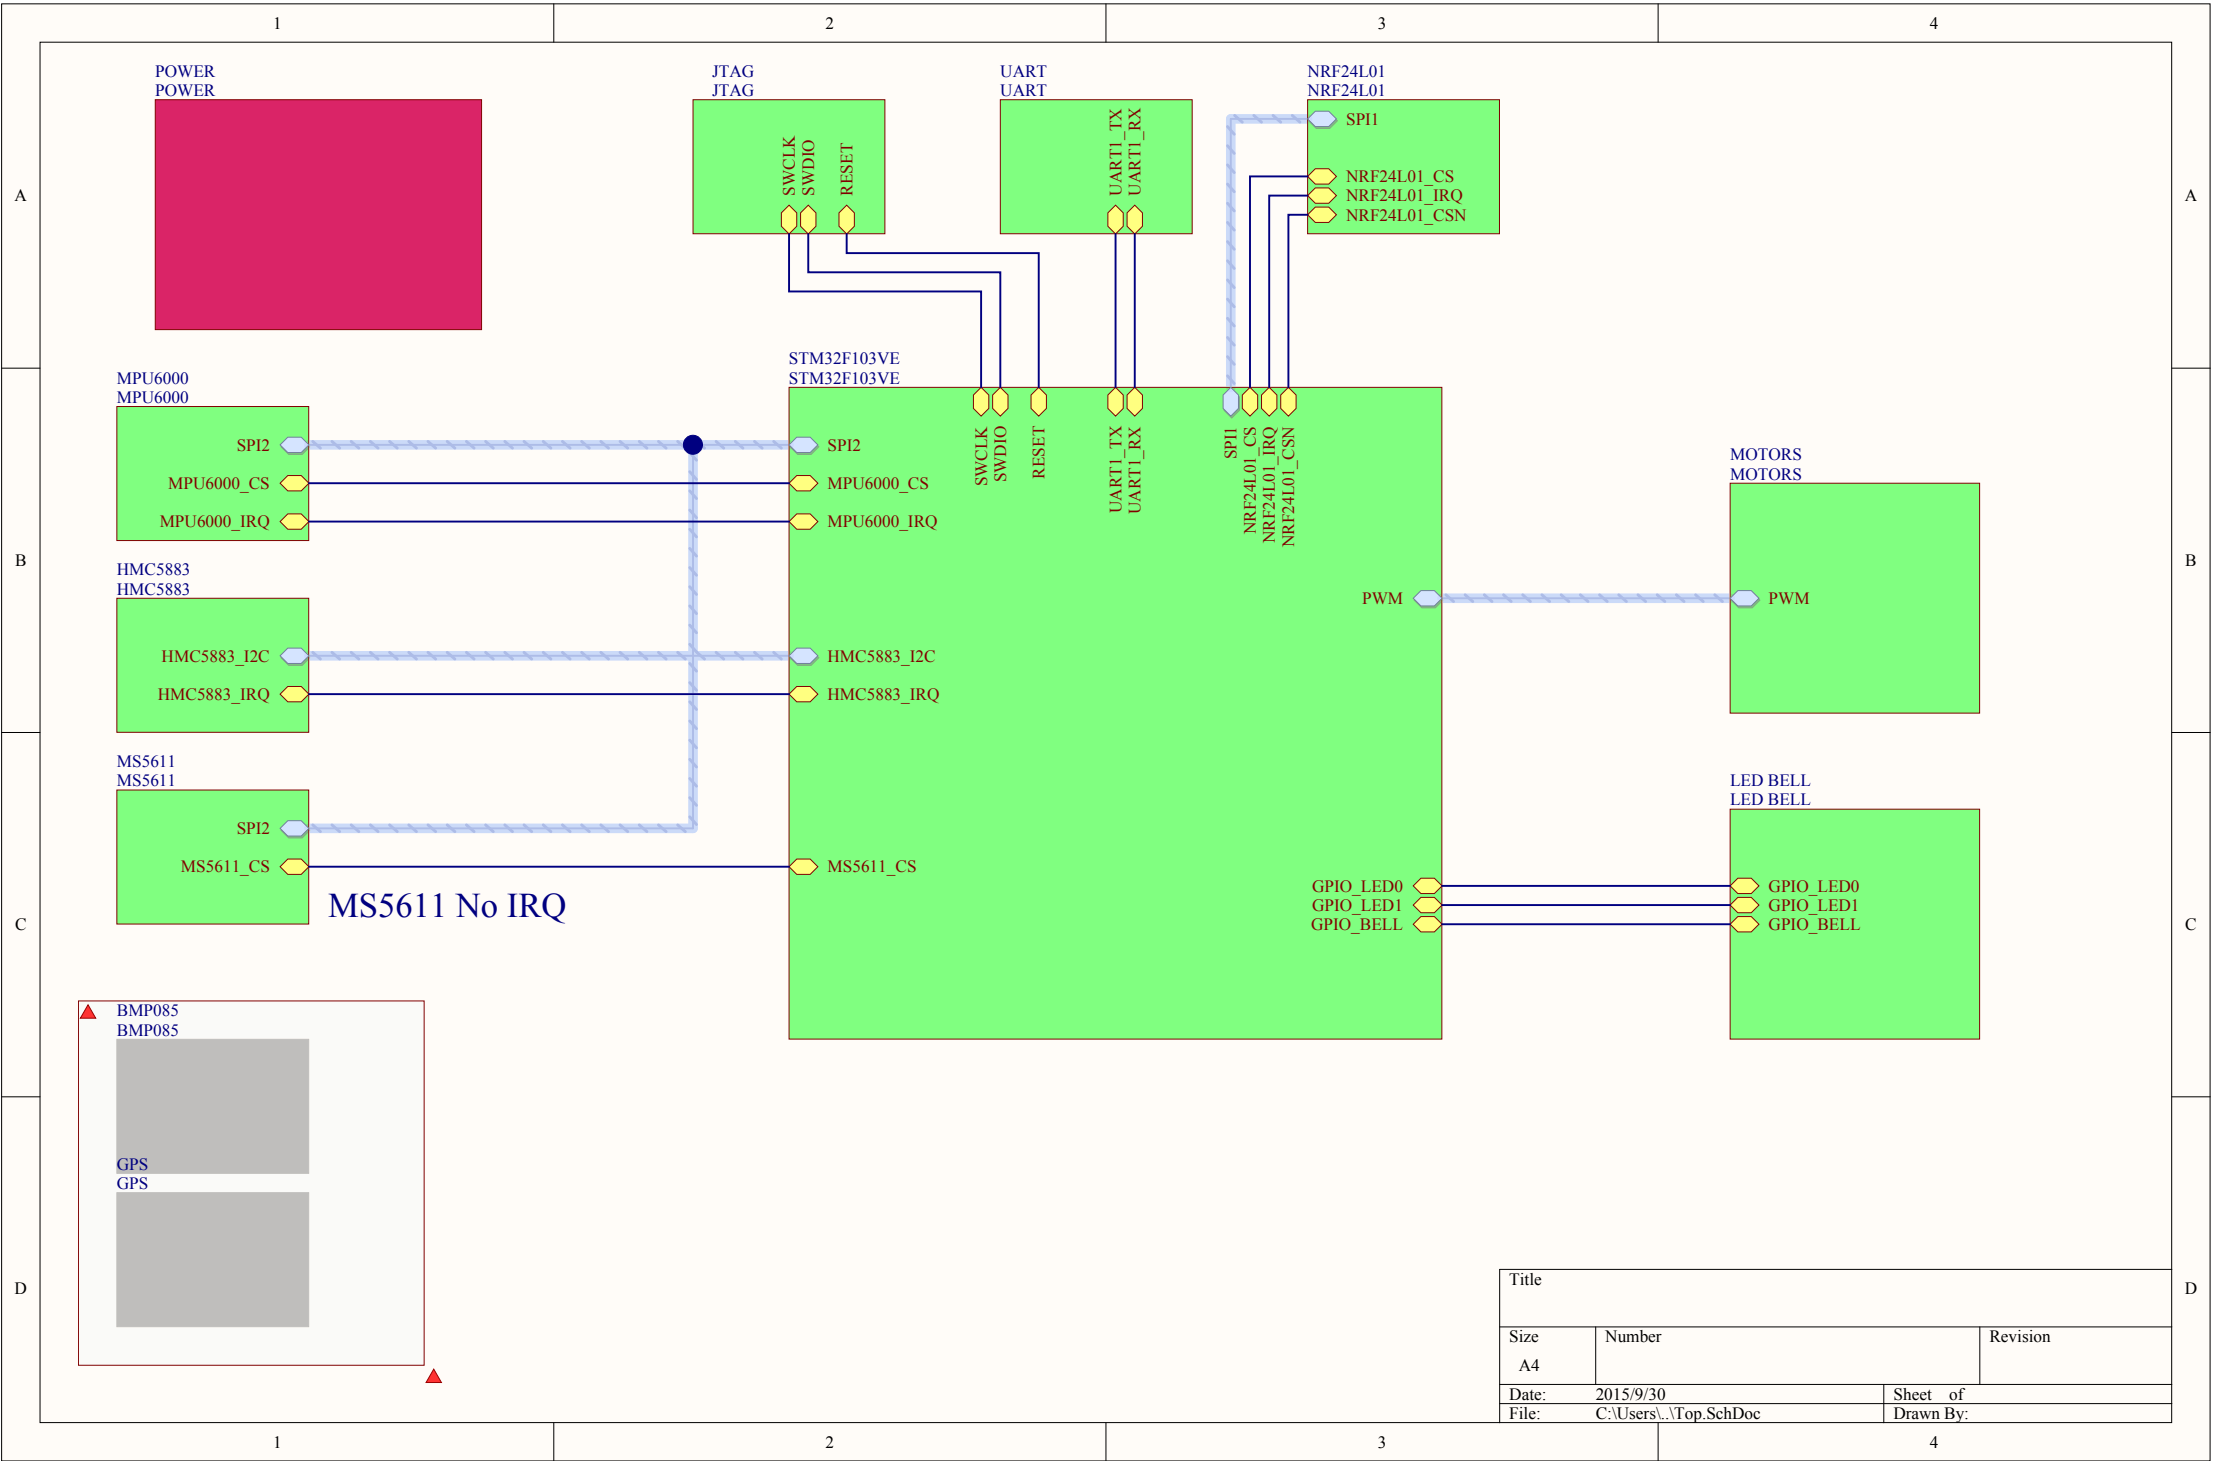 1 2 3 4
A A
B B
C C
D D
1 2 3 4
POWER
POWER
JTAG
JTAG
SWCLK
SWDIO
RESET
UART
UART
UART1_TX
UART1_RX
NRF24L01
NRF24L01
SPI1
NRF24L01_CS
NRF24L01_IRQ
NRF24L01_CSN
MPU6000
MPU6000
SPI2
MPU6000_CS
MPU6000_IRQ
HMC5883
HMC5883
HMC5883_I2C
HMC5883_IRQ
MS5611
MS5611
SPI2
MS5611_CS
MS5611 No IRQ
STM32F103VE
STM32F103VE
SWCLK
SWDIO
RESET
UART1_TX
UART1_RX
SPI1
NRF24L01_CS
NRF24L01_IRQ
NRF24L01_CSN
SPI2
MPU6000_CS
MPU6000_IRQ
HMC5883_I2C
HMC5883_IRQ
MS5611_CS
PWM
GPIO_LED0
GPIO_LED1
GPIO_BELL
MOTORS
MOTORS
PWM
LED BELL
LED BELL
GPIO_LED0
GPIO_LED1
GPIO_BELL
BMP085
BMP085
GPS
GPS
Title
Size Number Revision
A4
Date: 2015/9/30 Sheet of
File: C:\Users\..\Top.SchDoc Drawn By: